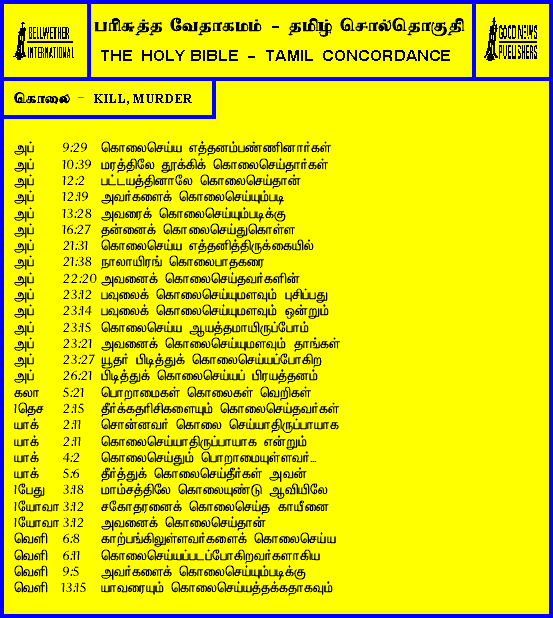 BELLWETHER
INTERNATIONAL
பரிசுத்த வேதாகமம் - தமிழ் சொல்தொகுதி
THE HOLY BIBLE - TAMIL CONCORDANCE
GOOD NEWS
PUBLISHERS
கொலை - KILL, MURDER
அப் 9:29 கொலைசெய்ய எத்தனம்பண்ணினார்கள்
அப் 10:39 மரத்திலே தூக்கிக் கொலைசெய்தார்கள்
அப் 12:2 பட்டயத்தினாலே கொலைசெய்தான்
அப் 12:19 அவர்களைக் கொலைசெய்யும்படி
அப் 13:28 அவரைக் கொலைசெய்யும்படிக்கு
அப் 16:27 தன்னைக் கொலைசெய்துகொள்ள
அப் 21:31 கொலைசெய்ய எத்தனித்திருக்கையில்
அப் 21:38 நாலாயிரங் கொலைபாதகரை
அப் 22:20 அவனைக் கொலைசெய்தவர்களின்
அப் 23:12 பவுலைக் கொலைசெய்யுமளவும் புசிப்பது
அப் 23:14 பவுலைக் கொலைசெய்யுமளவும் ஒன்றும்
அப் 23:15 கொலைசெய்ய ஆயத்தமாயிருப்போம்
அப் 23:21 அவனைக் கொலைசெய்யுமளவும் தாங்கள்
அப் 23:27 யூதர் பிடித்துக் கொலைசெய்யப்போகிற
அப் 26:21 பிடித்துக் கொலைசெய்யப் பிரயத்தனம்
கலா 5:21 பொறாமைகள் கொலைகள் வெறிகள்
1தெச 2:15 தீர்க்கதரிசிகளையும் கொலைசெய்தவர்கள்
யாக் 2:11 சொன்னவர் கொலை செய்யாதிருப்பாயாக
யாக் 2:11 கொலைசெய்யாதிருப்பாயாக என்றும்
யாக் 4:2 கொலைசெய்தும் பொறாமையுள்ளவர்...
யாக் 5:6 தீர்த்துக் கொலைசெய்தீர்கள் அவன்
1பேது 3:18 மாம்சத்திலே கொலையுண்டு ஆவியிலே
1யோவா 3:12 சகோதரனைக் கொலைசெய்த காயீனை
1யோவா 3:12 அவனைக் கொலைசெய்தான்
வெளி 6:8 காற்பங்கிலுள்ளவர்களைக் கொலைசெய்ய
வெளி 6:11 கொலைசெய்யப்படப்போகிறவர்களாகிய
வெளி 9:5 அவர்களைக் கொலைசெய்யும்படிக்கு
வெளி 13:15 யாவரையும் கொலைசெய்யத்தக்கதாகவும்